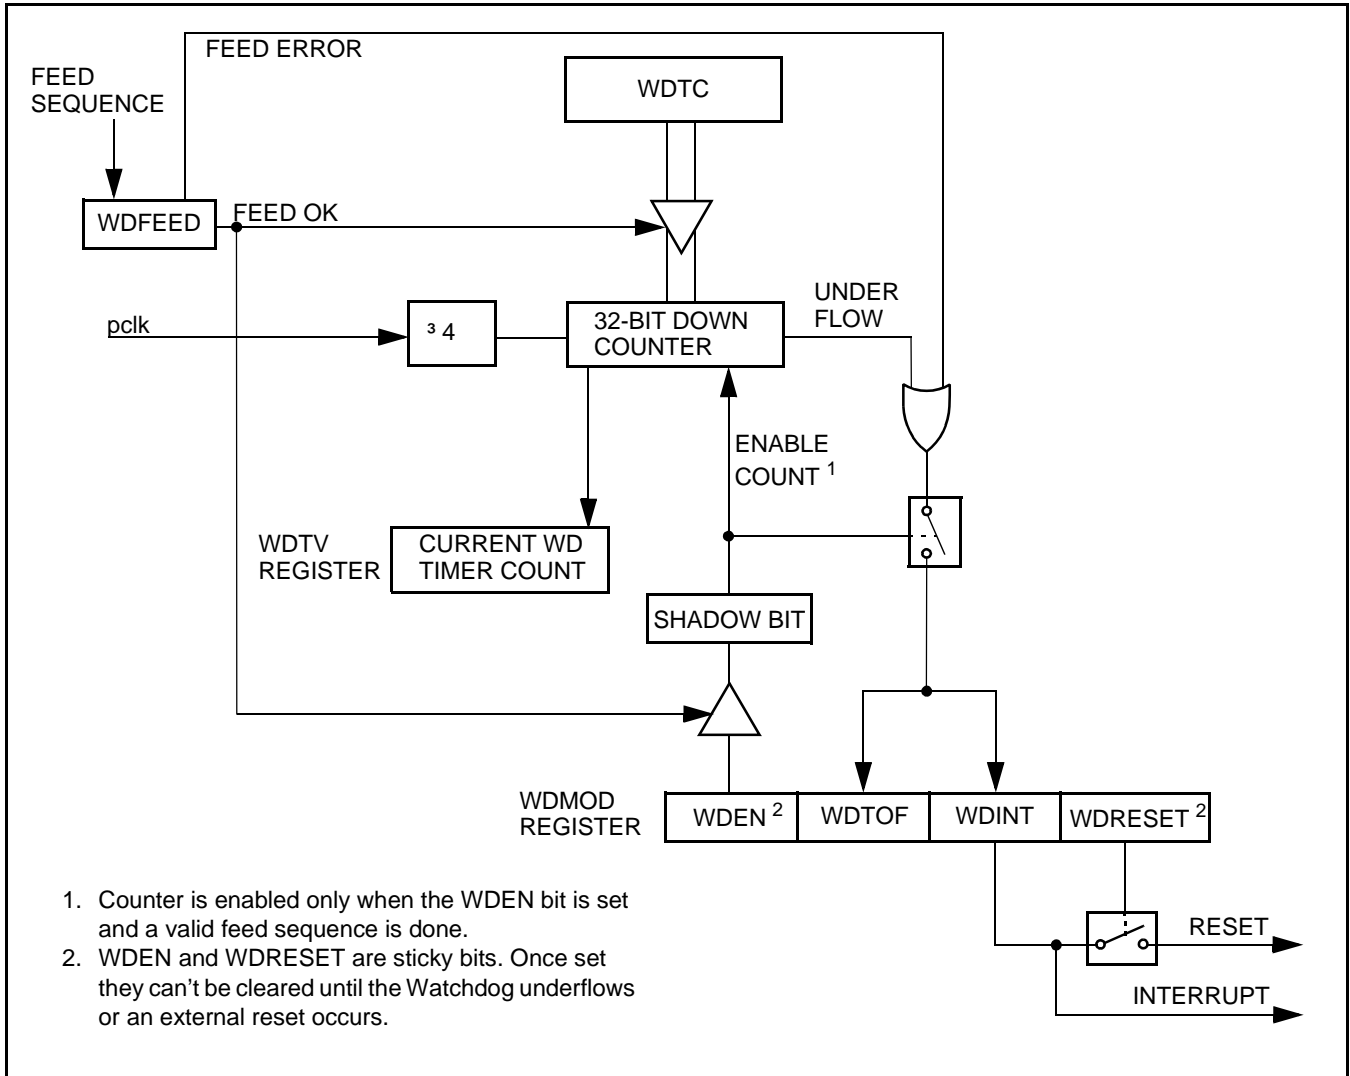 FEED ERROR
FEED
SEQUENCE
WDTC
WDFEED
FEED OK
UNDER
FLOW
pclk
³ 4
32-BIT DOWN
COUNTER
ENABLE
COUNT 1
WDTV
REGISTER
CURRENT WD
TIMER COUNT
SHADOW BIT
WDMOD
REGISTER
WDEN 2
WDTOF
WDINT
WDRESET 2
1. Counter is enabled only when the WDEN bit is set
and a valid feed sequence is done.
2. WDEN and WDRESET are sticky bits. Once set
they can't be cleared until the Watchdog underflows
or an external reset occurs.
RESET
INTERRUPT